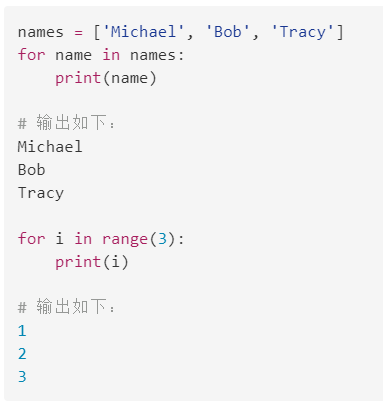 names = ['Michael', 'Bob', 'Tracy']
for name in names:
    print(name)
# 输出如下：
Michael
Bob
Tracy
for i in range(3):
    print(i)
# 输出如下：
1
2
3